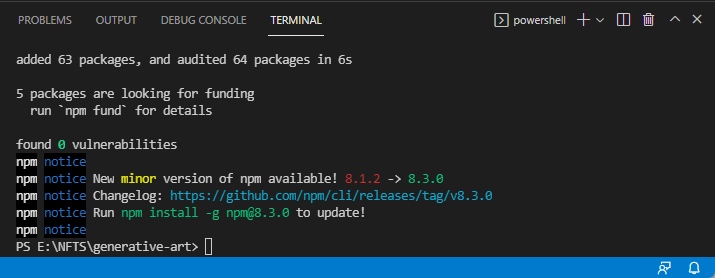 PROBLEMS OUTPUT DEBUG CONSOLE TERMINAL powershell
added 63 packages, and audited 64 packages in 6s
5 packages are looking for funding
  run `npm fund` for details
found 0 vulnerabilities
npm notice
npm notice New minor version of npm available! 8.1.2 -> 8.3.0
npm notice Changelog: https://github.com/npm/cli/releases/tag/v8.3.0
npm notice Run npm install -g npm@8.3.0 to update!
npm notice
PS E:\NFTS\generative-art>